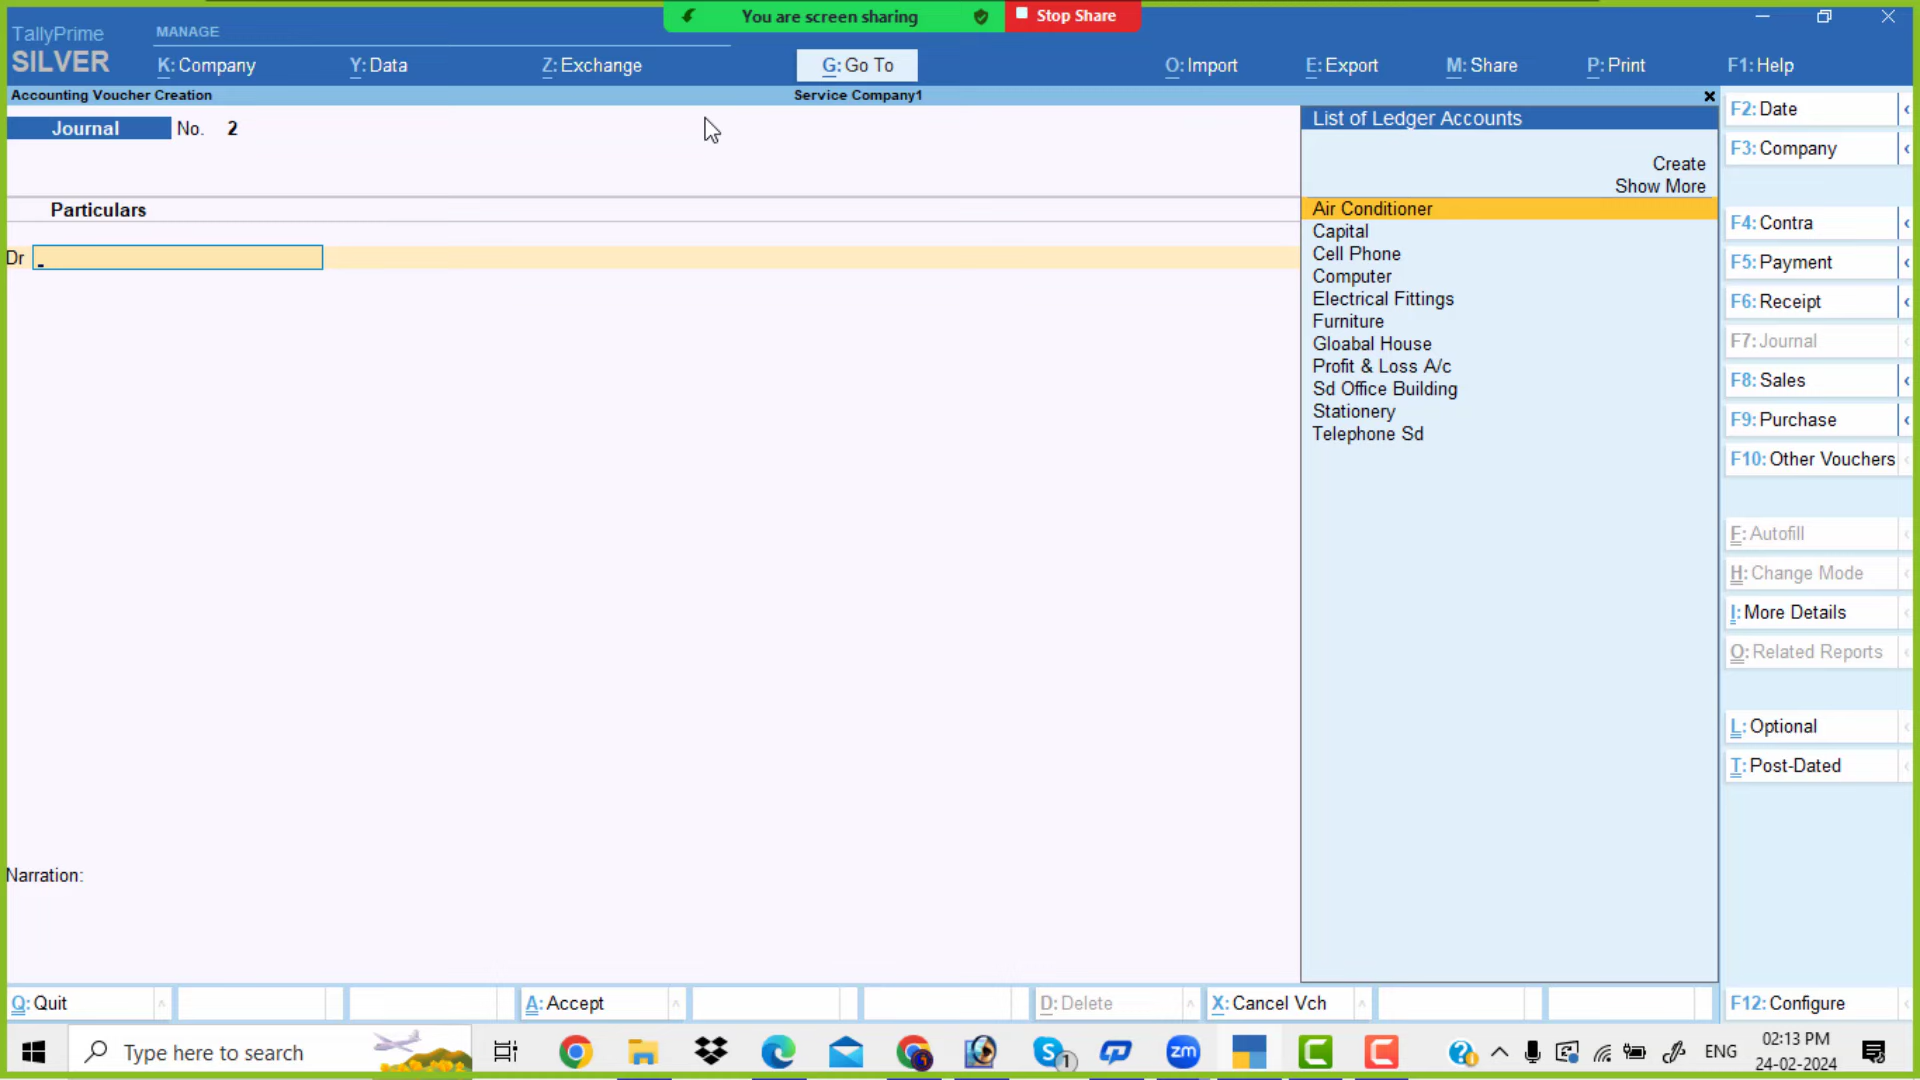 You are screen sharing
Stop Share
TallyPrime
SILVER
MANAGE
K: Company
Y: Data
Z: Exchange
G: Go To
O: Import
E: Export
M: Share
P: Print
F1: Help
Accounting Voucher Creation
Service Company1
Journal No. 2
Particulars
Dr
Narration:
List of Ledger Accounts
Create
Show More
Air Conditioner
Capital
Cell Phone
Computer
Electrical Fittings
Furniture
Gloabal House
Profit & Loss A/c
Sd Office Building
Stationery
Telephone Sd
F2: Date
F3: Company
F4: Contra
F5: Payment
F6: Receipt
F7: Journal
F8: Sales
F9: Purchase
F10: Other Vouchers
F: Autofill
H: Change Mode
I: More Details
O: Related Reports
L: Optional
T: Post-Dated
Q: Quit
A: Accept
D: Delete
X: Cancel Vch
F12: Configure
Type here to search
1
zm
ENG
02:13 PM
24-02-2024